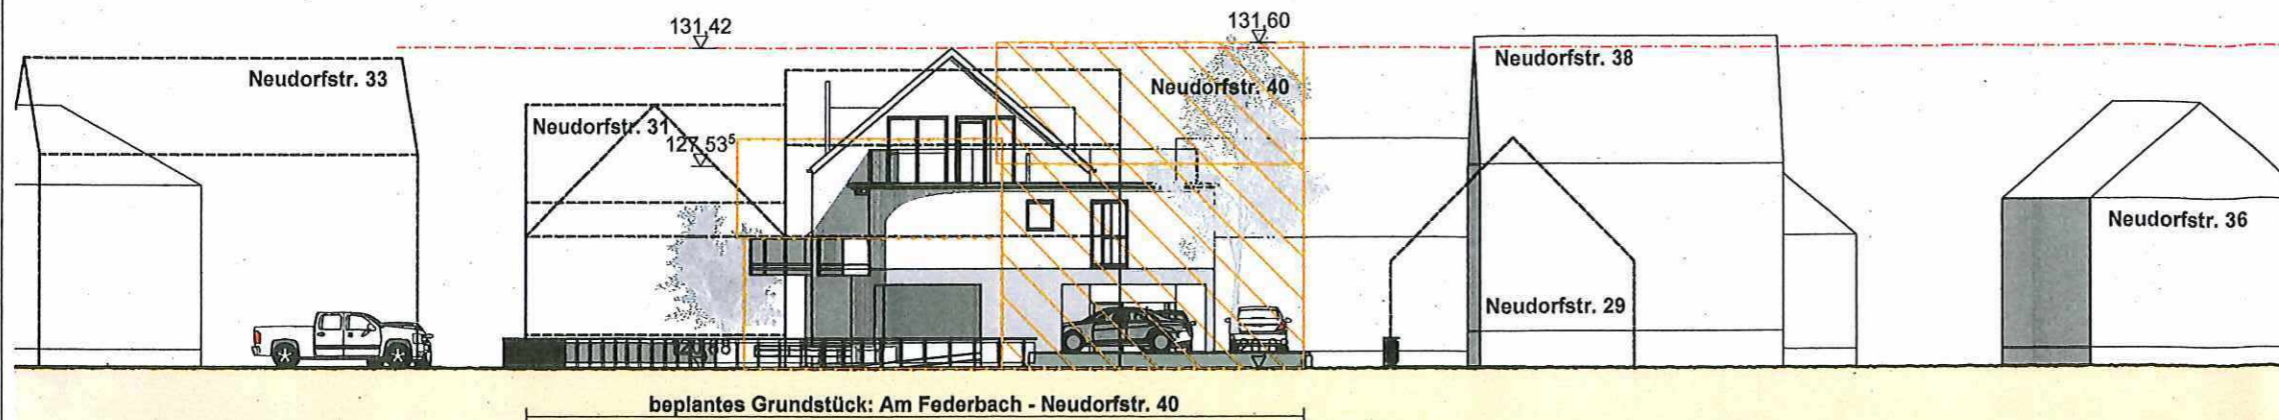 131,42
131,60
Neudorfstr. 33
Neudorfstr. 38
Neudorfstr. 40
Neudorfstr. 31
127,53⁵
Neudorfstr. 36
Neudorfstr. 29
beplantes Grundstück: Am Federbach - Neudorfstr. 40